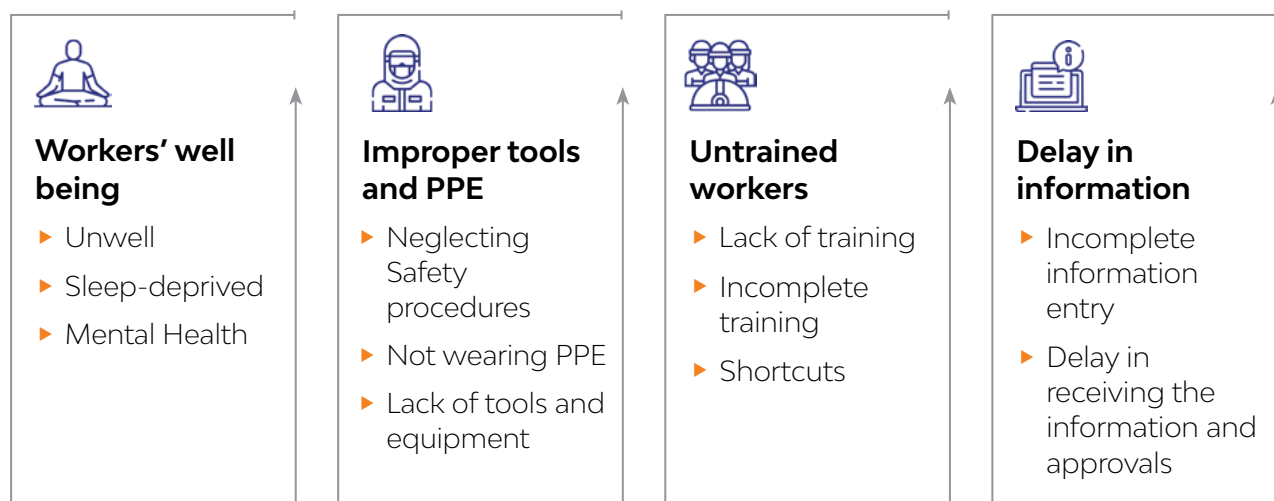 Workers’ well
being
▸ Unwell
▸ Sleep-deprived
▸ Mental Health
Improper tools
and PPE
▸ Neglecting
Safety
procedures
▸ Not wearing PPE
▸ Lack of tools and
equipment
Untrained
workers
▸ Lack of training
▸ Incomplete
training
▸ Shortcuts
i
Delay in
information
▸ Incomplete
information
entry
▸ Delay in
receiving the
information and
approvals